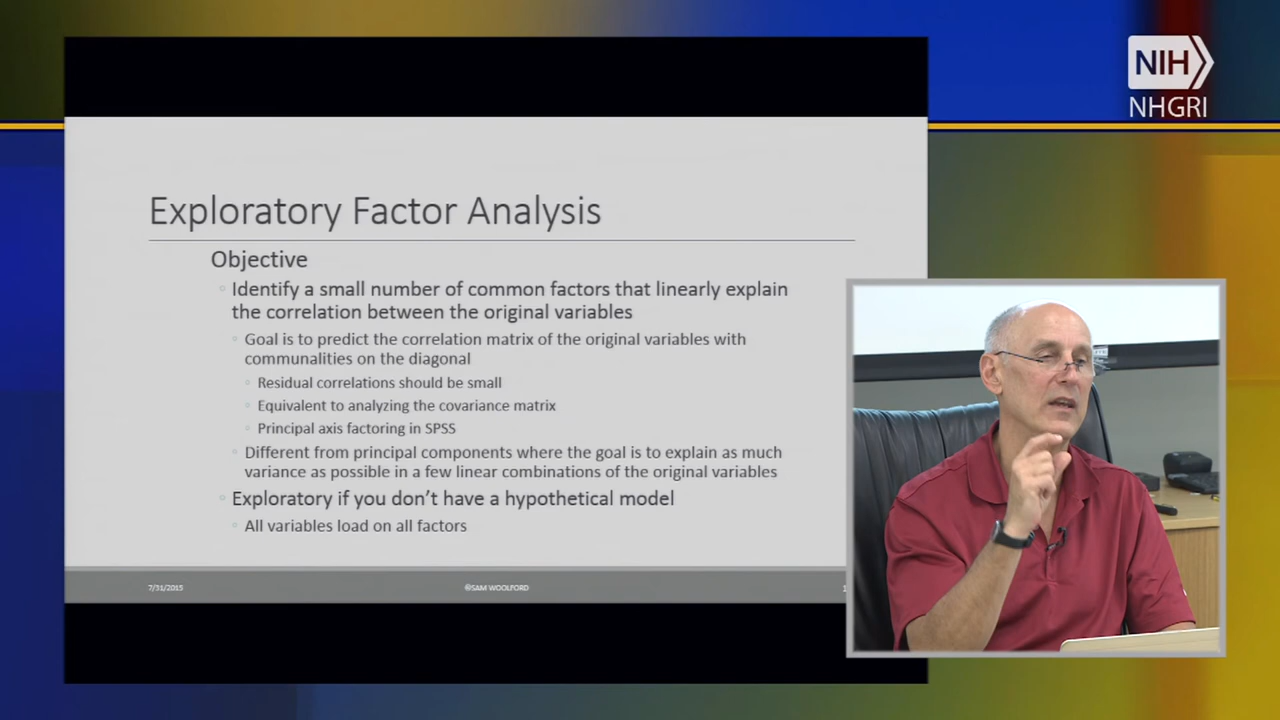 NIH
NHGRI
Exploratory Factor Analysis
Objective
Identify a small number of common factors that linearly explain
the correlation between the original variables
Goal is to predict the correlation matrix of the original variables with
communalities on the diagonal
Residual correlations should be small
Equivalent to analyzing the covariance matrix
Principal axis factoring in SPSS
Different from principal components where the goal is to explain as much
variance as possible in a few linear combinations of the original variables
Exploratory if you don't have a hypothetical model
All variables load on all factors
7/31/2015
©SAM WOOLFORD